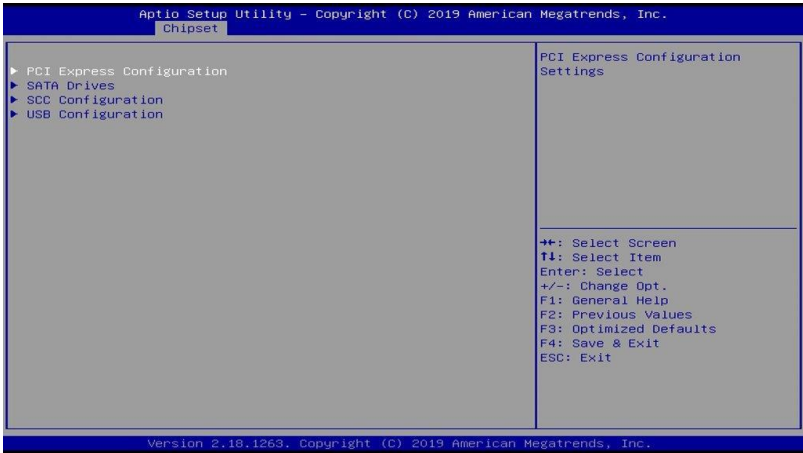 Aptio Setup Utility – Copyright (C) 2019 American Megatrends, Inc.
Chipset
▶ PCI Express Configuration
▶ SATA Drives
▶ SCC Configuration
▶ USB Configuration
PCI Express Configuration
Settings
→←: Select Screen
↑↓: Select Item
Enter: Select
+/-: Change Opt.
F1: General Help
F2: Previous Values
F3: Optimized Defaults
F4: Save & Exit
ESC: Exit
Version 2.18.1263. Copyright (C) 2019 American Megatrends, Inc.